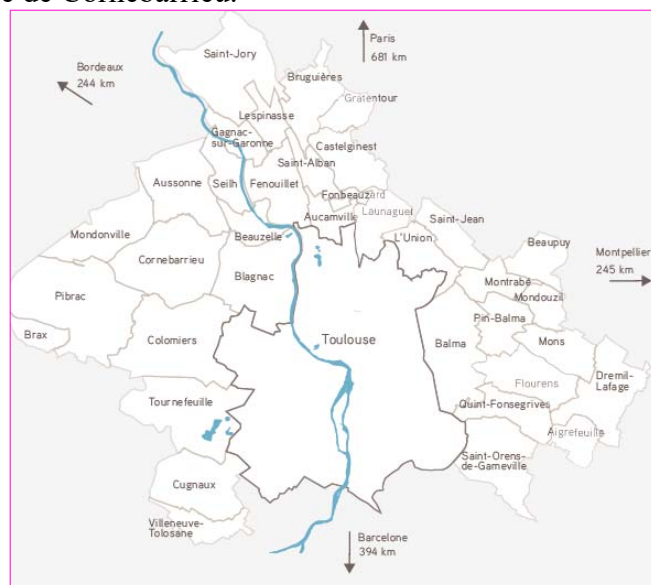 de Cornebarrieu.
Paris
681 km
Bordeaux
244 km
Saint-Jory
Bruguières
Gratentour
Lespinasse
Gagnac-
sur-Garonne
Castelginest
Saint-Alban
Aussonne
Seilh
Fenouillet
Fonbeauzard
Aucamville
Launaguet
Saint-Jean
Mondonville
Beauzelle
L'Union
Beaupuy
Cornebarrieu
Montpellier
245 km
Blagnac
Montrabé
Mondouzil
Pibrac
Pin-Balma
Brax
Colomiers
Toulouse
Balma
Mons
Dremil-
Lafage
Flourens
Tournefeuille
Quint-Fonsegrives
Aigrefeuille
Saint-Orens-
de-Gameville
Cugnaux
Villeneuve-
Tolosane
Barcelone
394 km